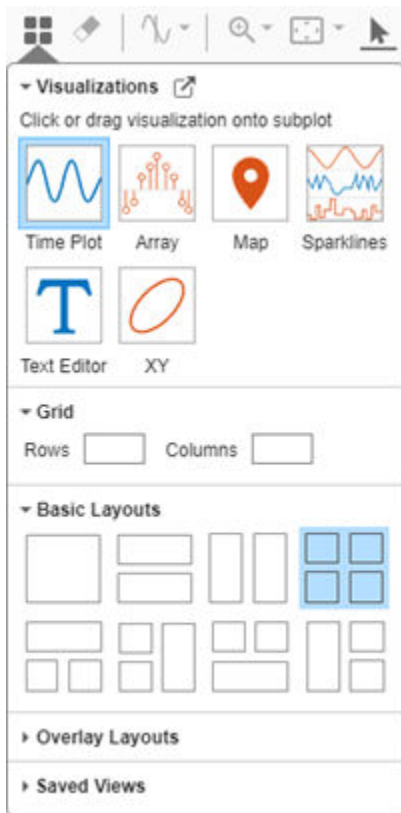 Visualizations
Click or drag visualization onto subplot
Time Plot Array Map Sparklines
T
Text Editor XY
Grid
Rows Columns
Basic Layouts
Overlay Layouts
Saved Views